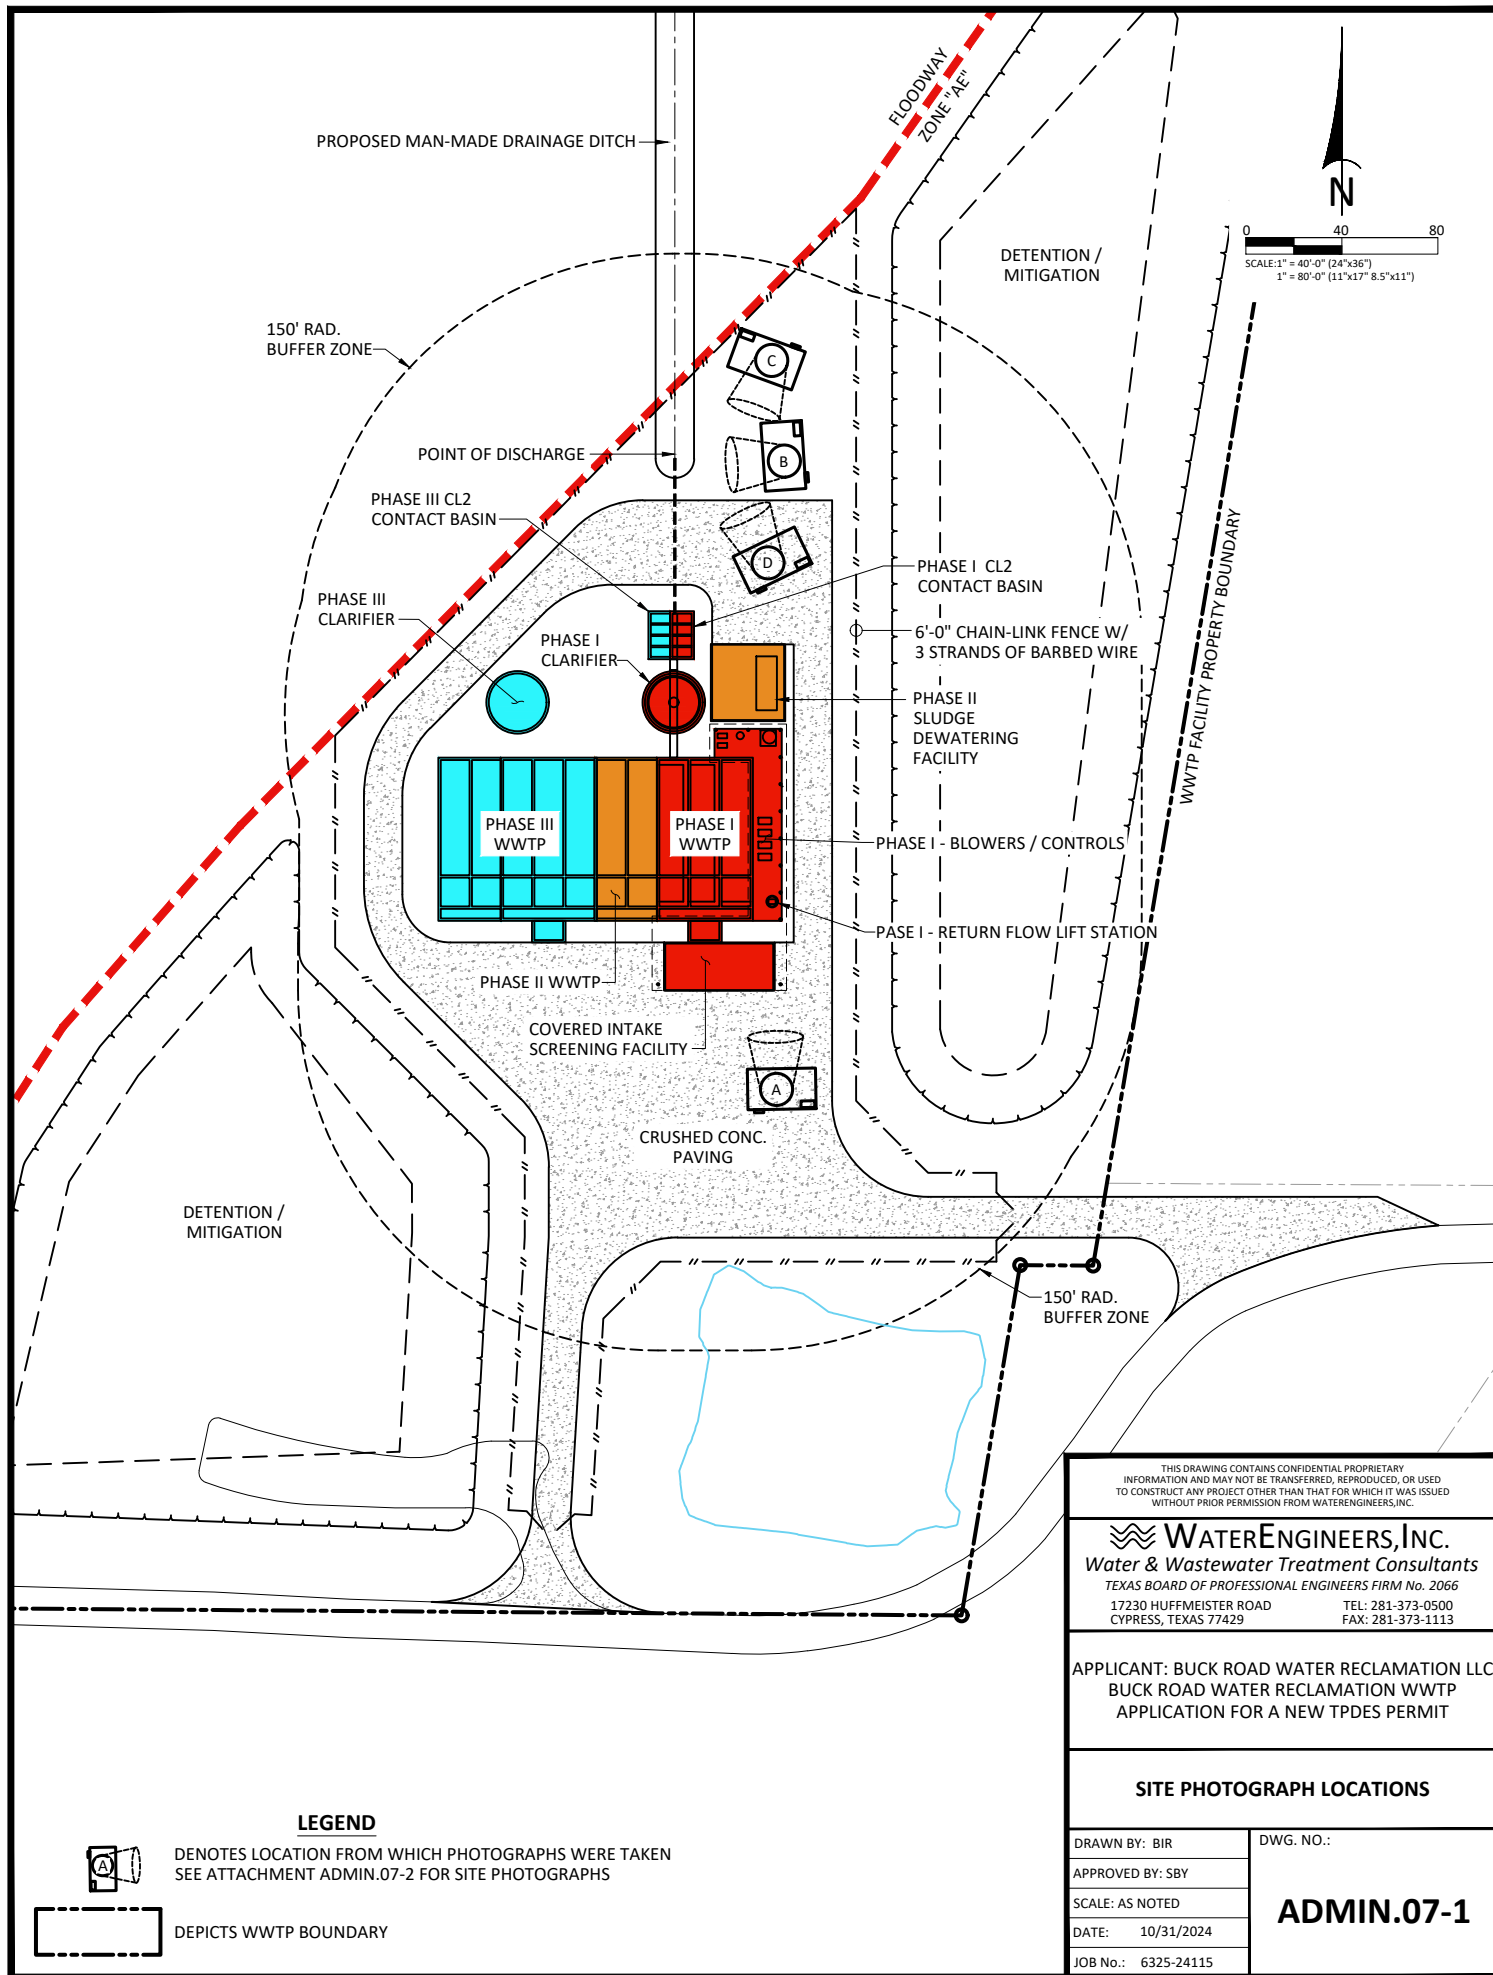 FLOODWAY
ZONE "AE"
PROPOSED MAN-MADE DRAINAGE DITCH
N
0 40 80
SCALE:1" = 40'-0" (24"x36")
1" = 80'-0" (11"x17" 8.5"x11")
DETENTION /
MITIGATION
150' RAD.
BUFFER ZONE
C
B
D
POINT OF DISCHARGE
PHASE III CL2
CONTACT BASIN
WWTP FACILITY PROPERTY BOUNDARY
PHASE I CL2
CONTACT BASIN
PHASE III
CLARIFIER
PHASE I
CLARIFIER
6'-0" CHAIN-LINK FENCE W/
3 STRANDS OF BARBED WIRE
PHASE II
SLUDGE
DEWATERING
FACILITY
PHASE III
WWTP
PHASE I
WWTP
PHASE I - BLOWERS / CONTROLS
PASE I - RETURN FLOW LIFT STATION
PHASE II WWTP
COVERED INTAKE
SCREENING FACILITY
A
CRUSHED CONC.
PAVING
DETENTION /
MITIGATION
150' RAD.
BUFFER ZONE
THIS DRAWING CONTAINS CONFIDENTIAL PROPRIETARY
INFORMATION AND MAY NOT BE TRANSFERRED, REPRODUCED, OR USED
TO CONSTRUCT ANY PROJECT OTHER THAN THAT FOR WHICH IT WAS ISSUED
WITHOUT PRIOR PERMISSION FROM WATERENGINEERS,INC.
WATERENGINEERS,INC.
Water & Wastewater Treatment Consultants
TEXAS BOARD OF PROFESSIONAL ENGINEERS FIRM No. 2066
17230 HUFFMEISTER ROAD TEL: 281-373-0500
CYPRESS, TEXAS 77429 FAX: 281-373-1113
APPLICANT: BUCK ROAD WATER RECLAMATION LLC
BUCK ROAD WATER RECLAMATION WWTP
APPLICATION FOR A NEW TPDES PERMIT
SITE PHOTOGRAPH LOCATIONS
DRAWN BY: BIR
APPROVED BY: SBY
SCALE: AS NOTED
DATE: 10/31/2024
JOB No.: 6325-24115
DWG. NO.:
ADMIN.07-1
LEGEND
A
DENOTES LOCATION FROM WHICH PHOTOGRAPHS WERE TAKEN
SEE ATTACHMENT ADMIN.07-2 FOR SITE PHOTOGRAPHS
DEPICTS WWTP BOUNDARY